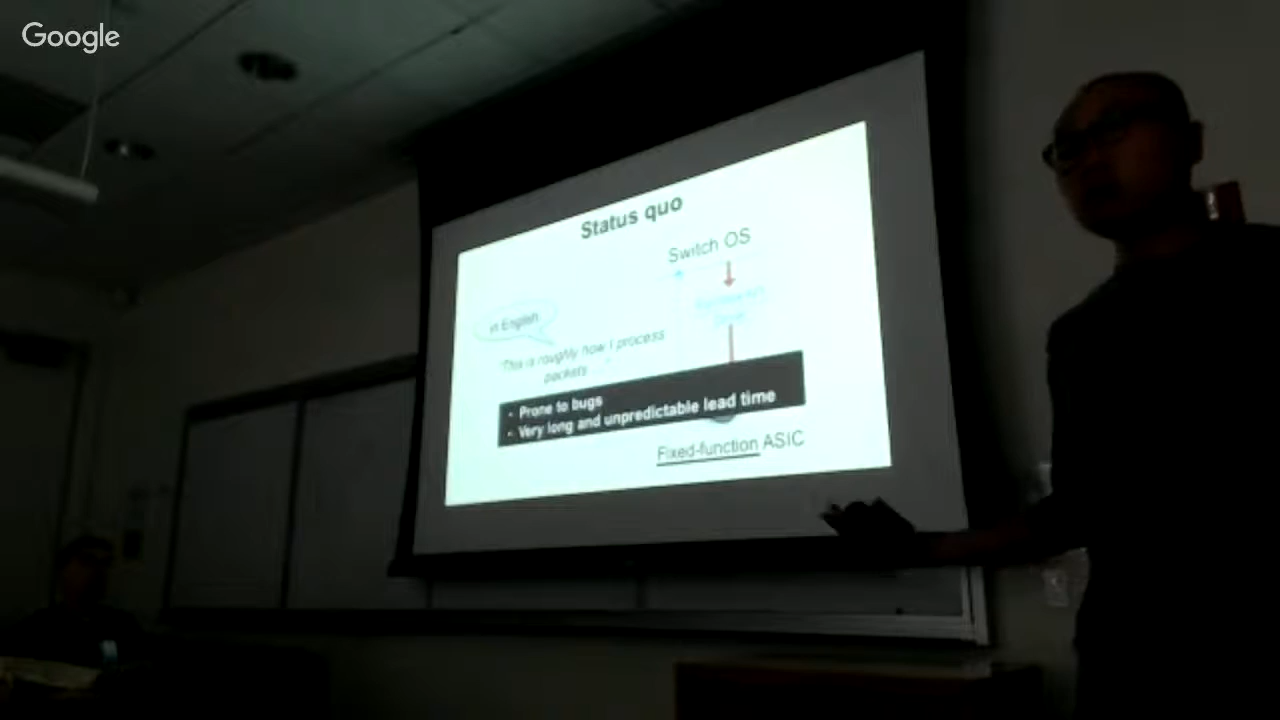 Google
Status quo
Switch OS
in English
"This is roughly how I process
packets
· Prone to bugs
· Very long and unpredictable lead time
Fixed-function ASIC